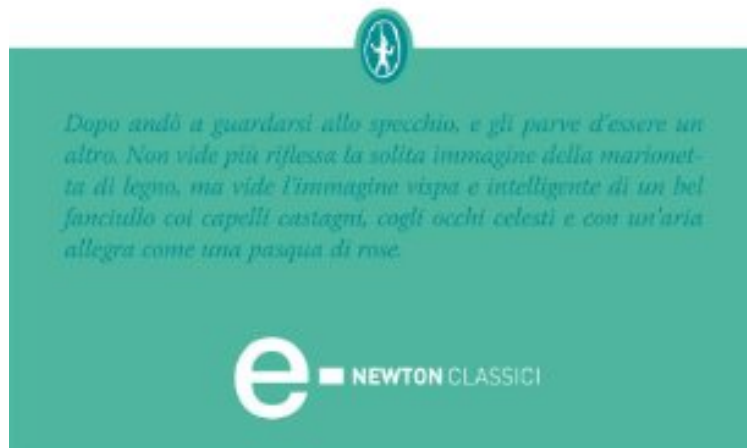 Dopo andò a guardarsi allo specchio, e gli parve d'essere un
altro. Non vide più riflessa la solita immagine della marionet-
ta di legno, ma vide l'immagine vispa e intelligente di un bel
fanciullo coi capelli castagni, cogli occhi celesti e con un'aria
allegra come una pasqua di rose.
e-NEWTON CLASSICI